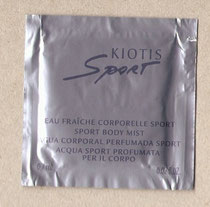 KIOTIS
Sport
EAU FRAÎCHE CORPORELLE SPORT
SPORT BODY MIST
AGUA CORPORAL PERFUMADA SPORT
ACQUA SPORT PROFUMATA
PER IL CORPO